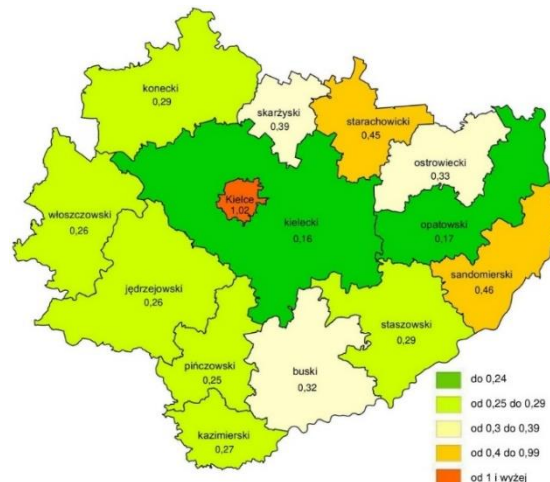 konecki
0,29
skarżyski
0,39
starachowicki
0,45
ostrowiecki
0,33
Kielce
1,02
kielecki
0,16
opatowski
0,17
włoszczowski
0,26
sandomierski
0,46
jędrzejowski
0,26
staszowski
0,29
pińczowski
0,25
buski
0,32
kazimierski
0,27
do 0,24
od 0,25 do 0,29
od 0,3 do 0,39
od 0,4 do 0,99
od 1 i wyżej